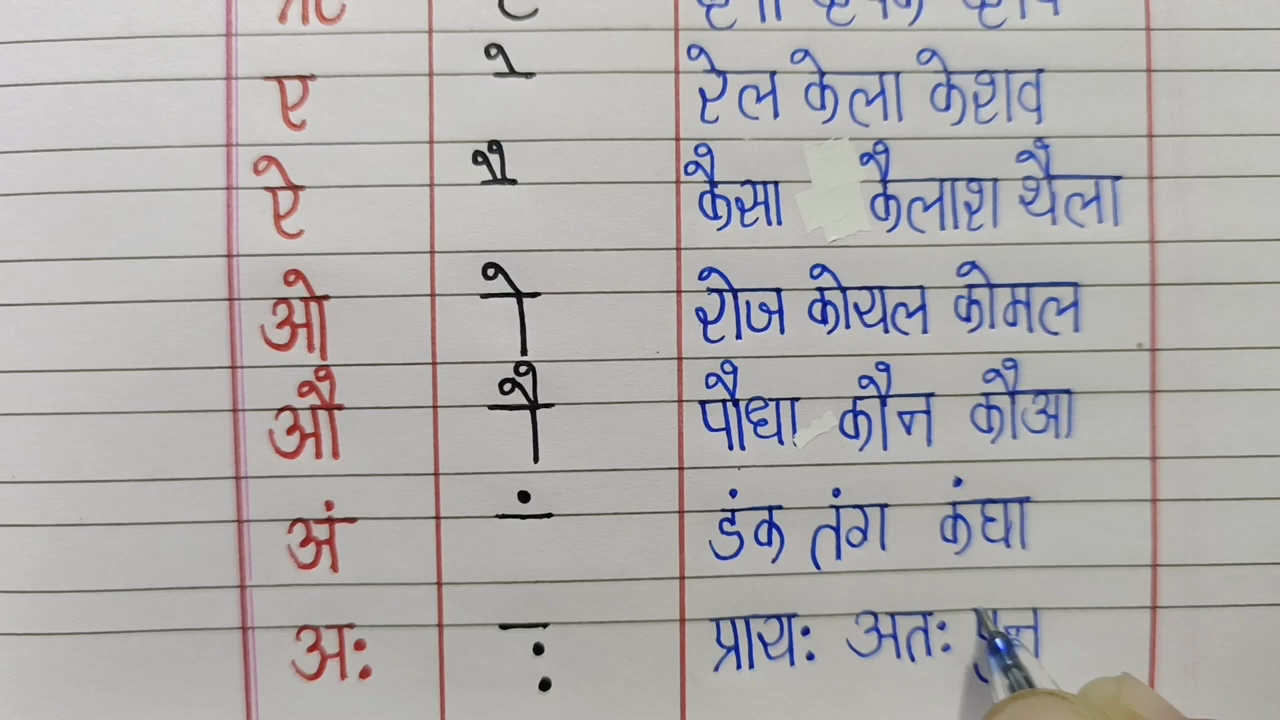 ए े रेल केला केशव
ऐ ै कैसा कैलाश थैला
ओ ो रोज कोयल कोमल
औ ौ पौधा कौन कौआ
अं ं डंक तंग कंघा
अः ः प्रायः अतः